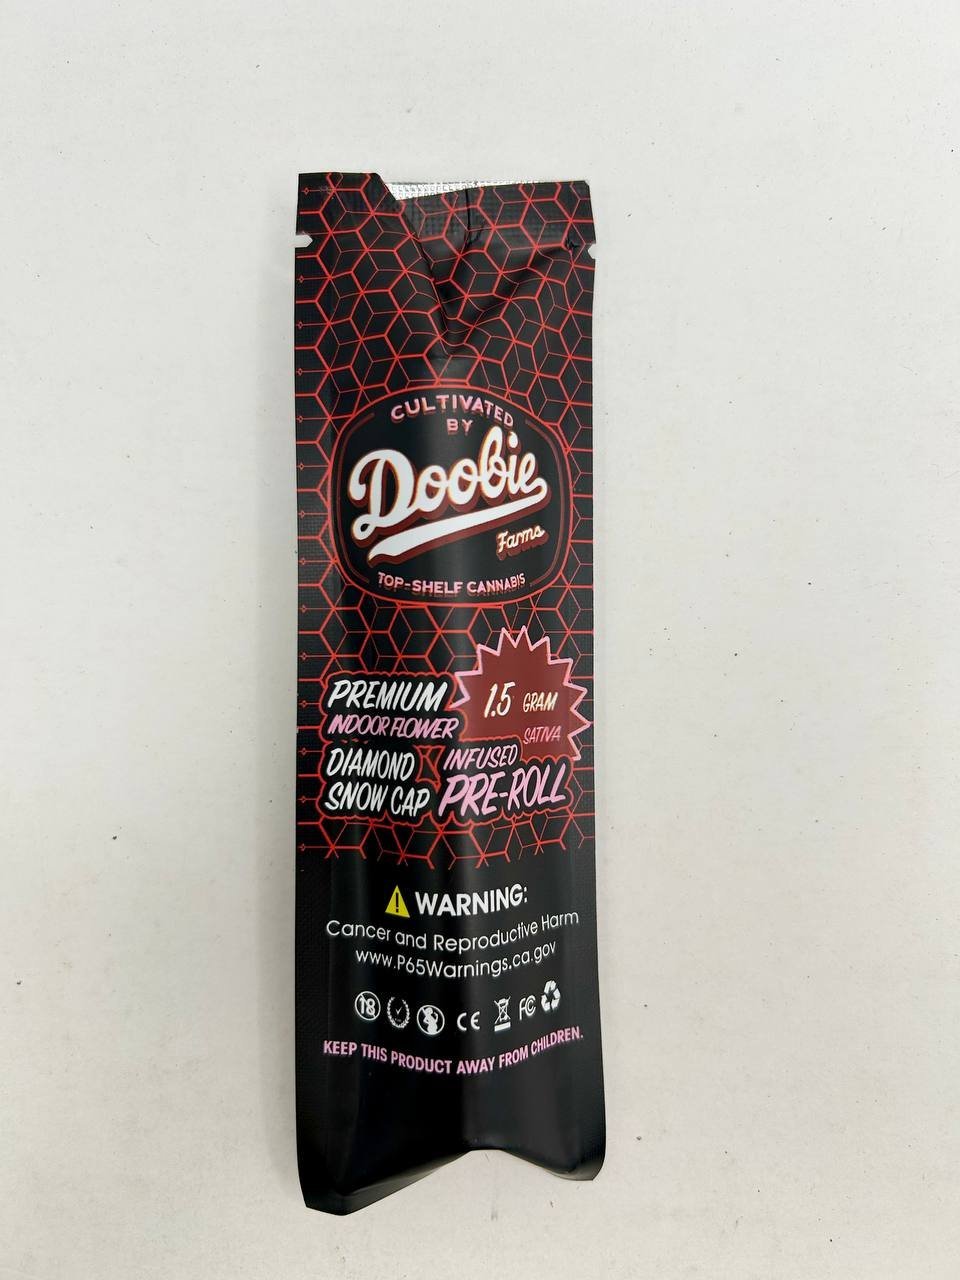 CULTIVATED
BY
Doobie
Farms
TOP-SHELF CANNABIS
PREMIUM
INDOOR FLOWER
1.5 GRAM
SATIVA
DIAMOND
SNOW CAP
INFUSED
PRE-ROLL
WARNING:
Cancer and Reproductive Harm
www.P65Warnings.ca.gov
18 CE FC
KEEP THIS PRODUCT AWAY FROM CHILDREN.